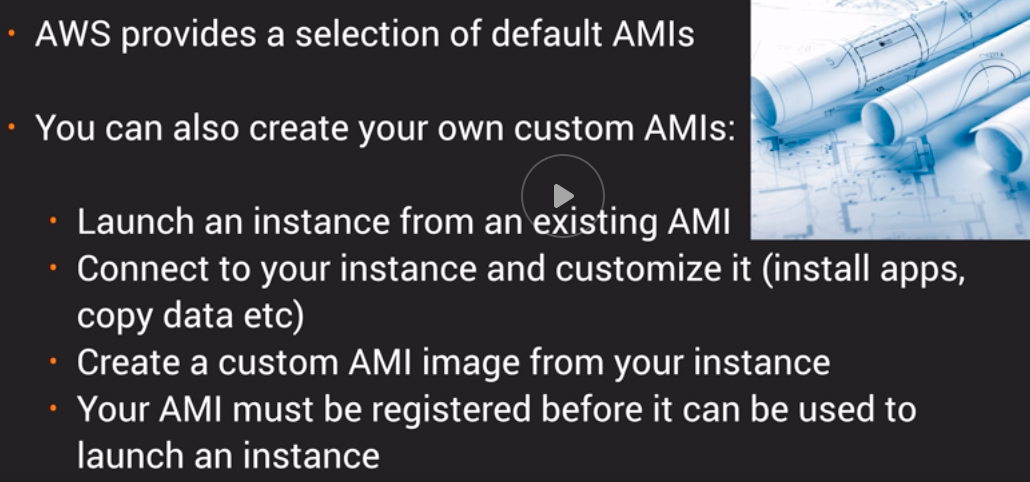 • AWS provides a selection of default AMIs
• You can also create your own custom AMIs:
• Launch an instance from an existing AMI
• Connect to your instance and customize it (install apps,
copy data etc)
• Create a custom AMI image from your instance
• Your AMI must be registered before it can be used to
launch an instance